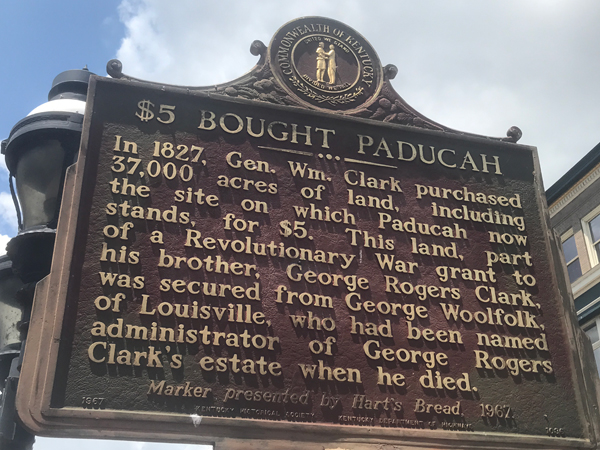 COMMONWEALTH OF KENTUCKY
UNITED WE STAND
DIVIDED WE FALL
$5 BOUGHT PADUCAH
In 1827, Gen. Wm. Clark purchased
37,000 acres of land, including
the site on which Paducah now
stands, for $5. This land, part
of a Revolutionary War grant to
his brother, George Rogers Clark,
was secured from George Woolfolk,
of Louisville, who had been named
administrator of George Rogers
Clark's estate when he died.
Marker presented by Hart's Bread, 1967.
1967
KENTUCKY HISTORICAL SOCIETY
KENTUCKY DEPARTMENT OF HIGHWAYS